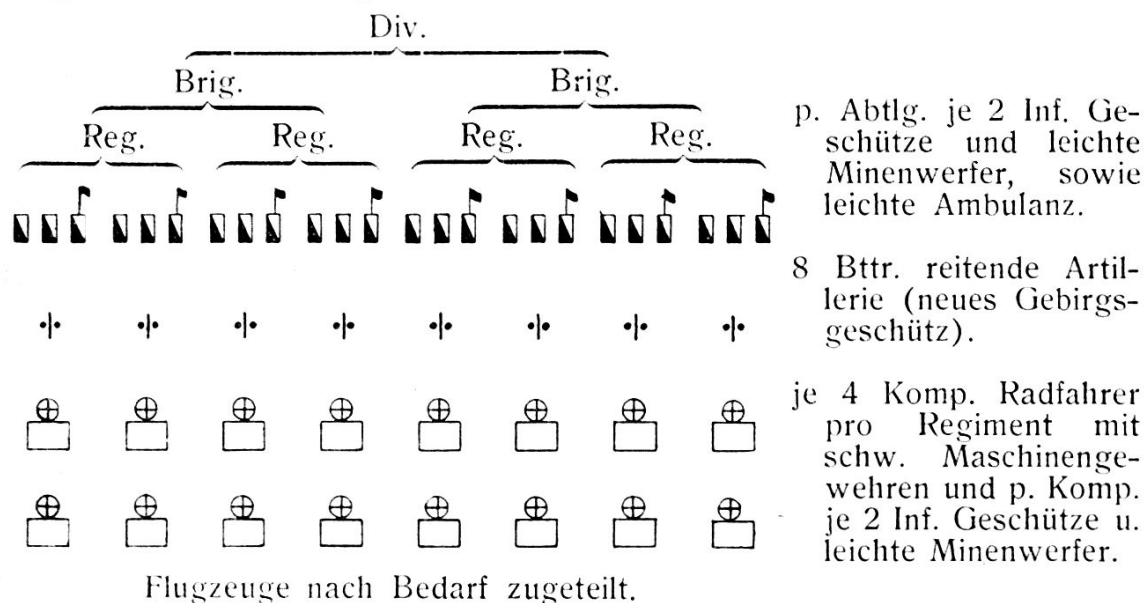 Div.
Brig. Brig.
Reg. Reg. Reg. Reg.
p. Abtlg. je 2 Inf. Ge-
schütze und leichte
Minenwerfer, sowie
leichte Ambulanz.
8 Bttr. reitende Artil-
lerie (neues Gebirgs-
geschütz).
je 4 Komp. Radfahrer
pro Regiment mit
schw. Maschinenge-
wehren und p. Komp.
je 2 Inf. Geschütze u.
leichte Minenwerfer.
Flugzeuge nach Bedarf zugeteilt.